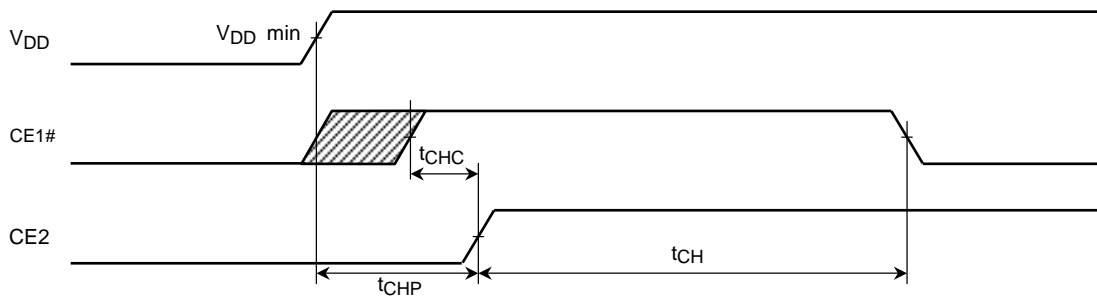 VDD
VDD min
CE1#
tCHC
CE2
tCHP
tCH